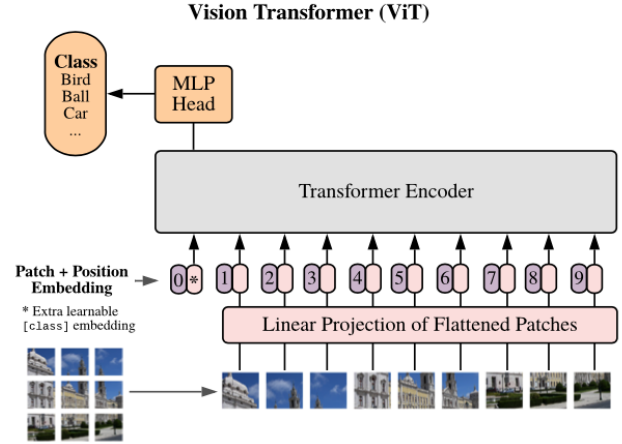 Vision Transformer (ViT)
Class
Bird
Ball
Car
...
MLP
Head
Transformer Encoder
Patch + Position
Embedding
0 * 1 2 3 4 5 6 7 8 9
* Extra learnable
[class] embedding
Linear Projection of Flattened Patches